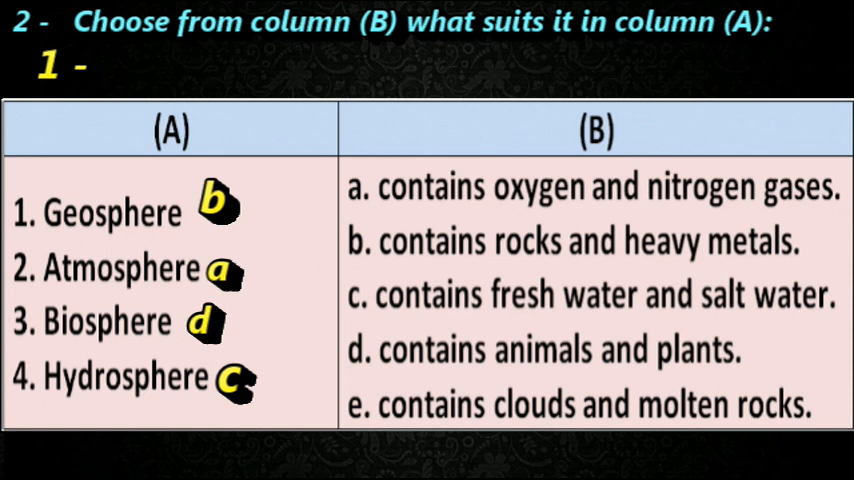 2 - Choose from column (B) what suits it in column (A):
1 -
(A)
(B)
1. Geosphere b
2. Atmosphere a
3. Biosphere d
4. Hydrosphere c
a. contains oxygen and nitrogen gases.
b. contains rocks and heavy metals.
c. contains fresh water and salt water.
d. contains animals and plants.
e. contains clouds and molten rocks.